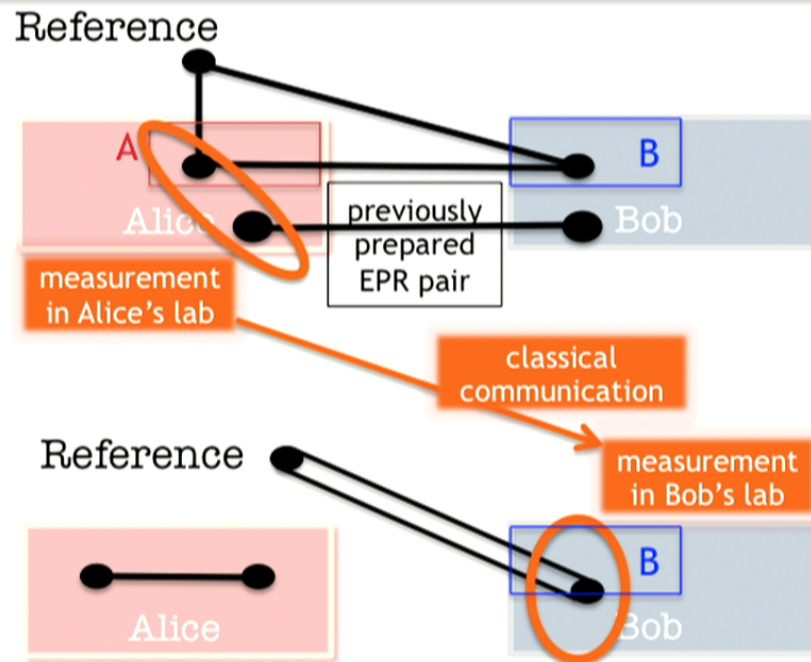 Reference
A
B
Alice
Bob
previously
prepared
EPR pair
measurement
in Alice's lab
classical
communication
Reference
measurement
in Bob's lab
B
Alice
Bob